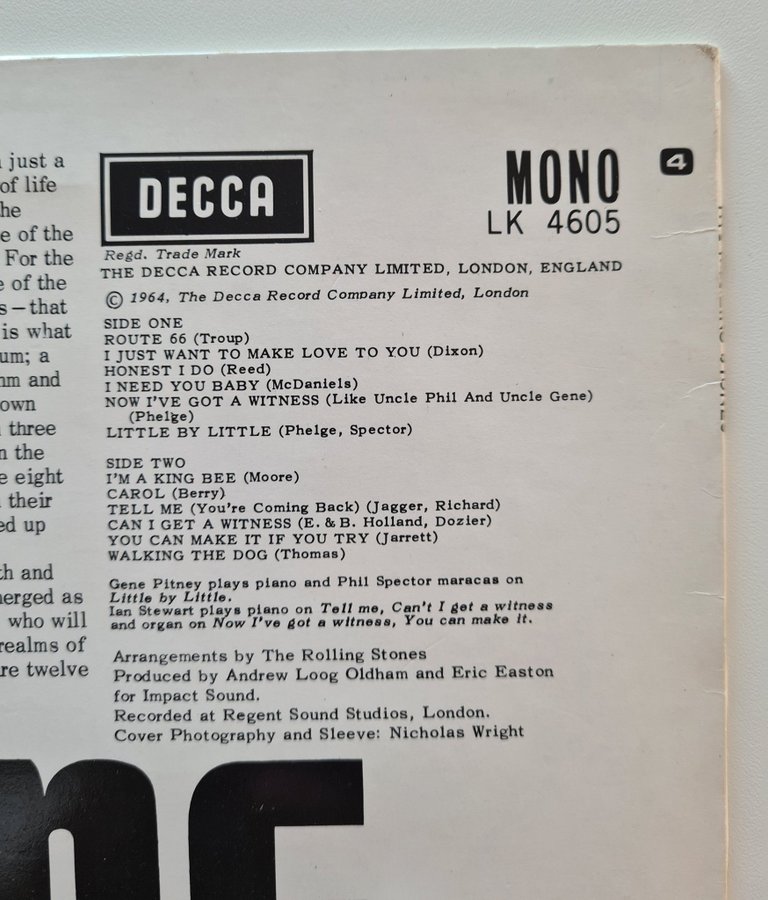 just a
of life
he
e of the
For the
e of the
s — that
is what
um; a
hm and
own
three
n the
e eight
their
ed up
th and
nerged as
who will
realms of
re twelve
DECCA
MONO
4
LK 4605
Regd. Trade Mark
THE DECCA RECORD COMPANY LIMITED, LONDON, ENGLAND
© 1964, The Decca Record Company Limited, London
SIDE ONE
ROUTE 66 (Troup)
I JUST WANT TO MAKE LOVE TO YOU (Dixon)
HONEST I DO (Reed)
I NEED YOU BABY (McDaniels)
NOW I'VE GOT A WITNESS (Like Uncle Phil And Uncle Gene)
(Phelge)
LITTLE BY LITTLE (Phelge, Spector)
SIDE TWO
I'M A KING BEE (Moore)
CAROL (Berry)
TELL ME (You're Coming Back) (Jagger, Richard)
CAN I GET A WITNESS (E. & B. Holland, Dozier)
YOU CAN MAKE IT IF YOU TRY (Jarrett)
WALKING THE DOG (Thomas)
Gene Pitney plays piano and Phil Spector maracas on
Little by Little.
Ian Stewart plays piano on Tell me, Can't I get a witness
and organ on Now I've got a witness, You can make it.
Arrangements by The Rolling Stones
Produced by Andrew Loog Oldham and Eric Easton
for Impact Sound.
Recorded at Regent Sound Studios, London.
Cover Photography and Sleeve: Nicholas Wright